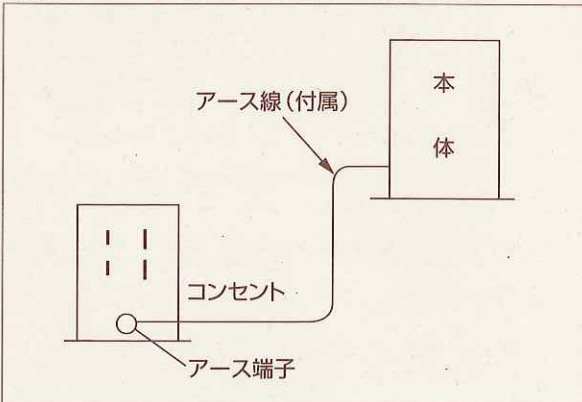 本
体
アース線（付属）
コンセント
アース端子